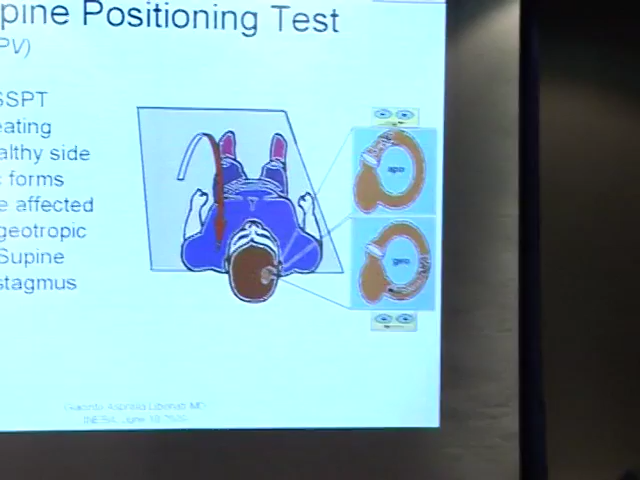 pine Positioning Test
PV)
SSPT
eating
althy side
c forms
e affected
geotropic
Supine
stagmus
apo
geo